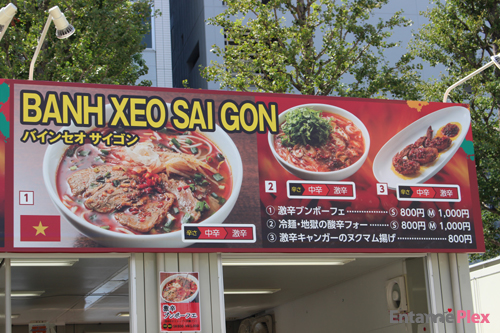 BANH XEO SAI GON
バインセオ サイゴン
1
辛さ 中辛 激辛
2 辛さ 中辛 激辛
3 辛さ 中辛 激辛
① 激辛ブンボーフェ Ⓢ 800円 Ⓜ 1,000円
② 冷麺・地獄の酸辛フォー Ⓢ 800円 Ⓜ 1,000円
③ 激辛キャンガーのヌクマム揚げ 800円
激辛
ブンボーフェ
EntamePlex